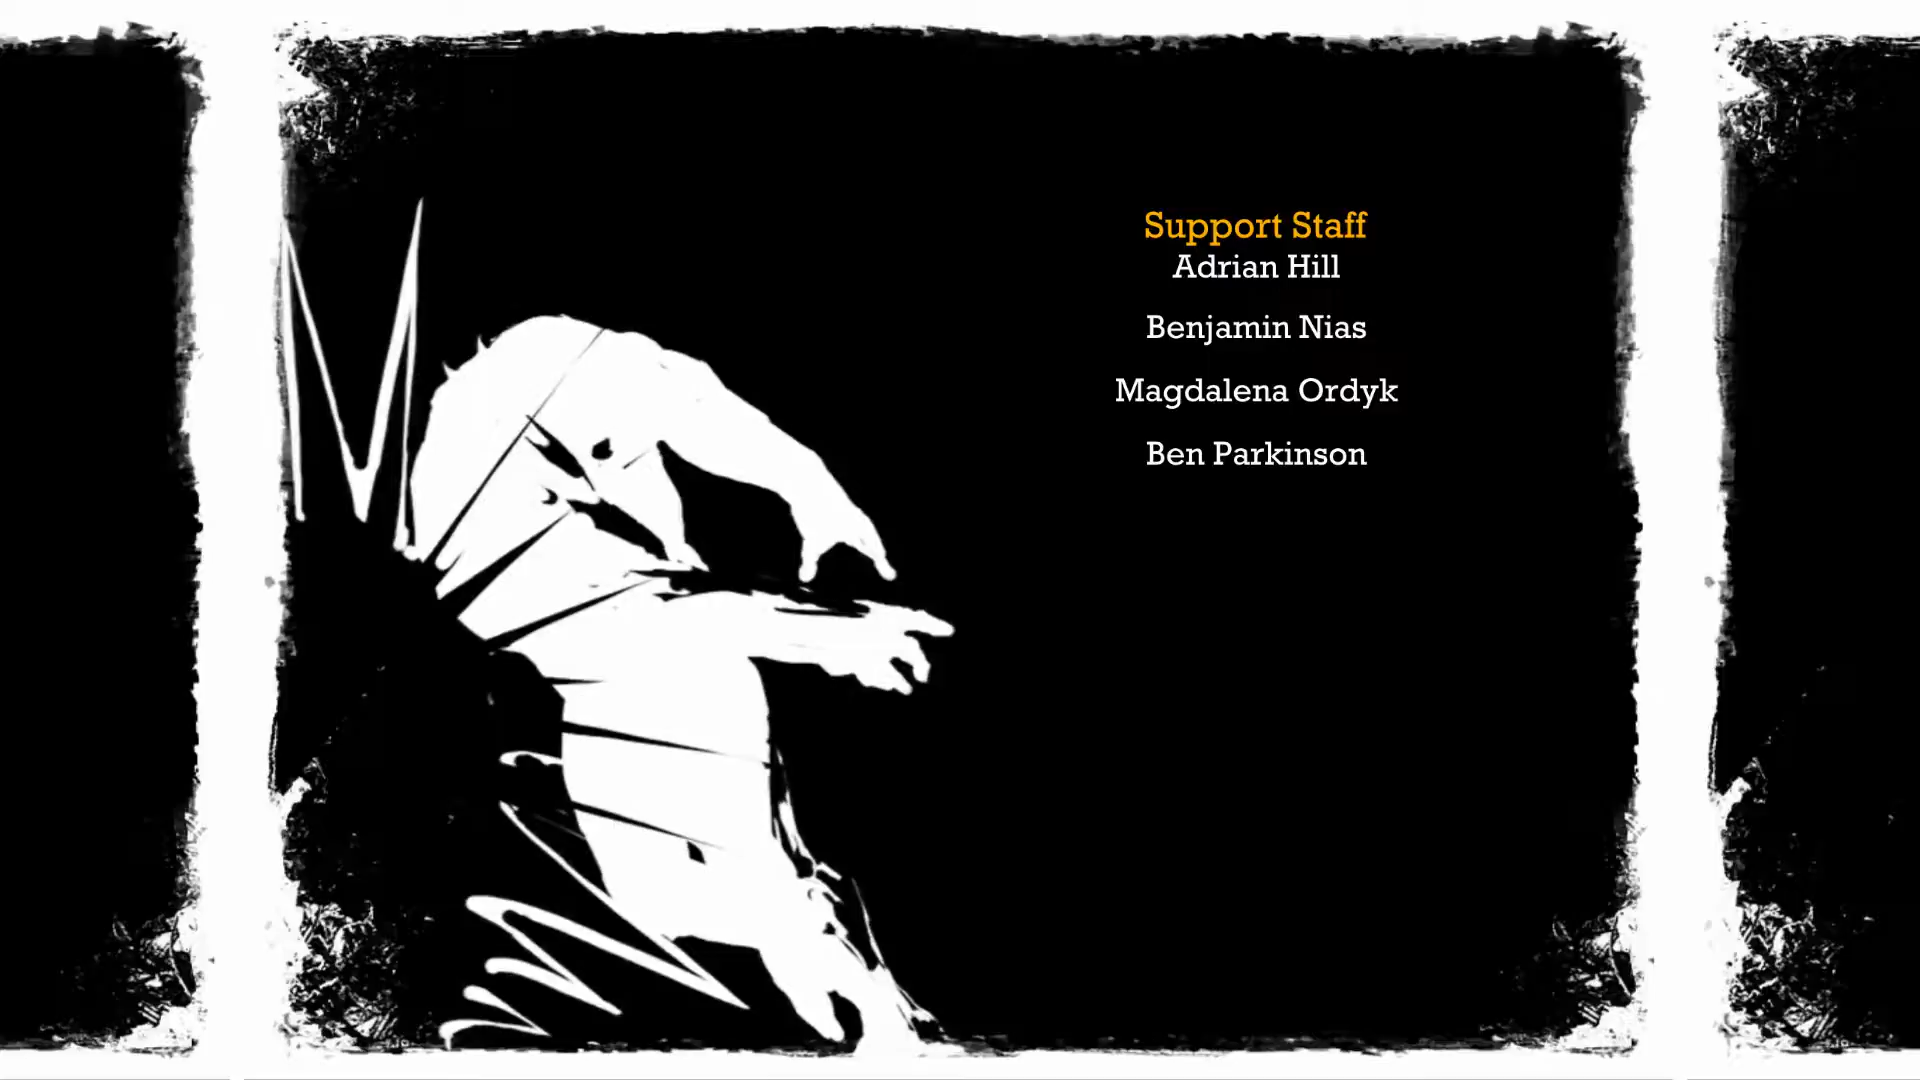 Support Staff
Adrian Hill
Benjamin Nias
Magdalena Ordyk
Ben Parkinson